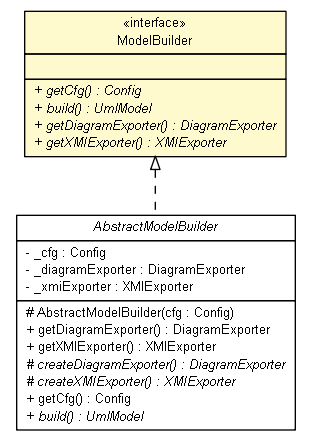 «interface»
ModelBuilder
+ getCfg() : Config
+ build() : UmlModel
+ getDiagramExporter() : DiagramExporter
+ getXMIExporter() : XMIExporter
AbstractModelBuilder
- _cfg : Config
- _diagramExporter : DiagramExporter
- _xmiExporter : XMIExporter
# AbstractModelBuilder(cfg : Config)
+ getDiagramExporter() : DiagramExporter
+ getXMIExporter() : XMIExporter
# createDiagramExporter() : DiagramExporter
# createXMIExporter() : XMIExporter
+ getCfg() : Config
+ build() : UmlModel